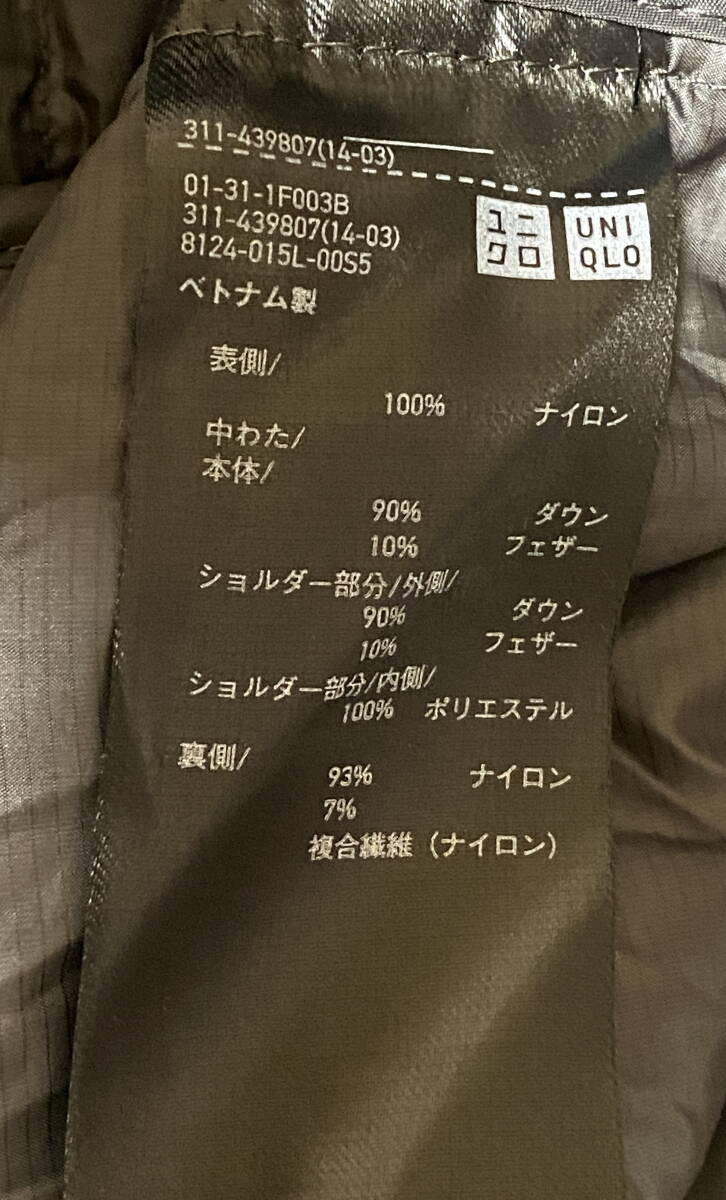 311-439807(14-03)
01-31-1F003B
311-439807(14-03)
8124-015L-00S5
ユニ
クロ
UNI
QLO
ベトナム製
表側/
100% ナイロン
中わた/
本体/
90% ダウン
10% フェザー
ショルダー部分/外側/
90% ダウン
10% フェザー
ショルダー部分/内側/
100% ポリエステル
裏側/
93% ナイロン
7%
複合繊維（ナイロン）